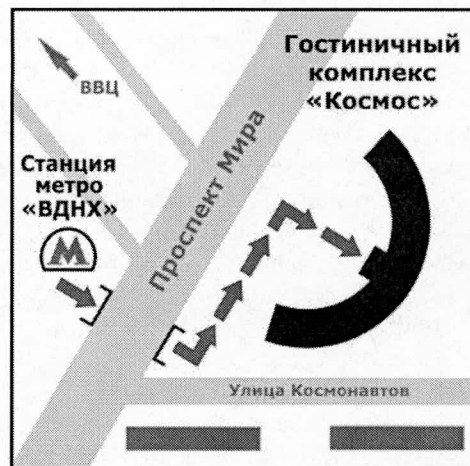 Гостиничный
комплекс
«Космос»
ВВЦ
Станция
метро
«ВДНХ»
М
Проспект Мира
Улица Космонавтов